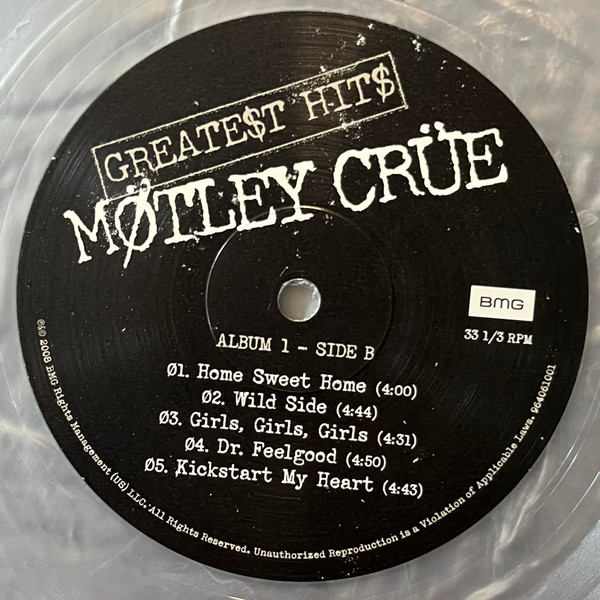 GREATE$T HIT$
MÖTLEY CRÜE
BMG
33 1/3 RPM
ALBUM 1 - SIDE B
Ø1. Home Sweet Home (4:00)
Ø2. Wild Side (4:44)
Ø3. Girls, Girls, Girls (4:31)
Ø4. Dr. Feelgood (4:50)
Ø5. Kickstart My Heart (4:43)
℗© 2008 BMG Rights Management (US) LLC. All Rights Reserved. Unauthorized Reproduction is a Violation of Applicable Laws. 964061001